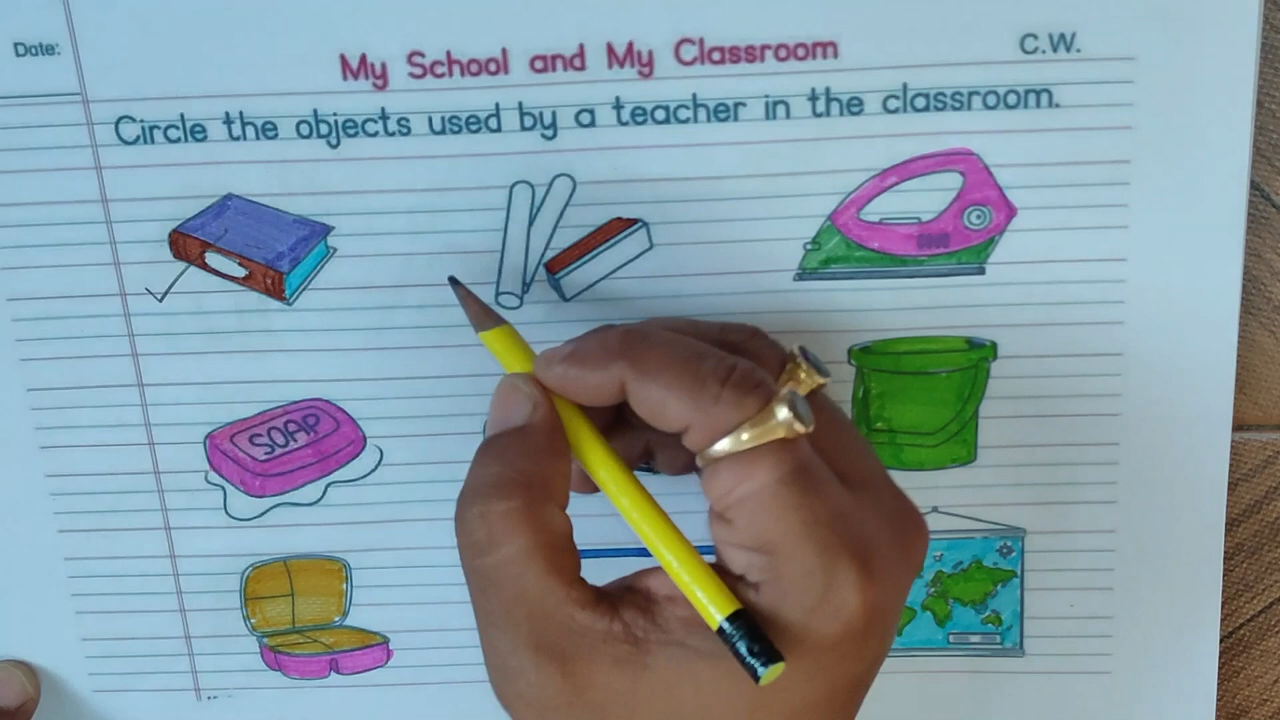 Date:
My School and My Classroom
C.W.
Circle the objects used by a teacher in the classroom.
SOAP